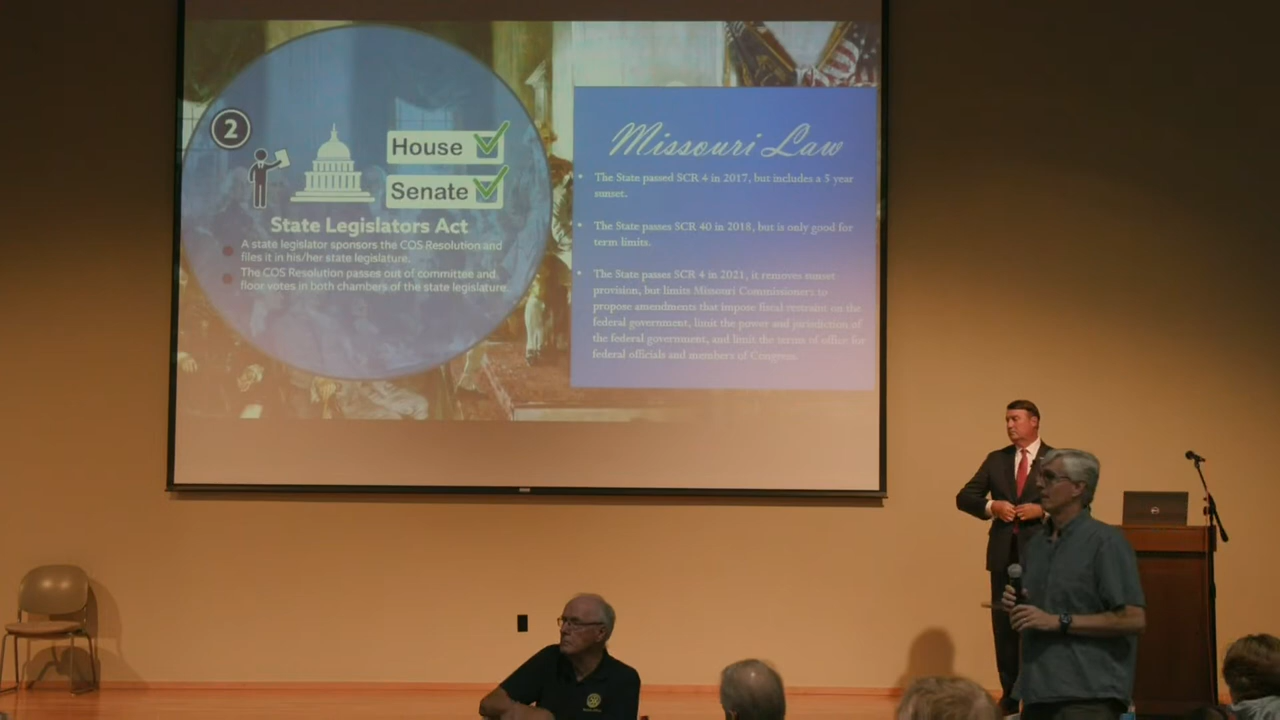 2
House
Senate
State Legislators Act
A state legislator sponsors the COS Resolution and
files it in his/her state legislature.
The COS Resolution passes out of committee and
floor votes in both chambers of the state legislature.
Missouri Law
• The State passed SCR 4 in 2017, but includes a 5 year
sunset.
• The State passes SCR 40 in 2018, but is only good for
term limits.
• The State passes SCR 4 in 2021, it removes sunset
provision, but limits Missouri Commissioners to
propose amendments that impose fiscal restraint on the
federal government, limit the power and jurisdiction of
the federal government, and limit the terms of office for
federal officials and members of Congress.
DELL